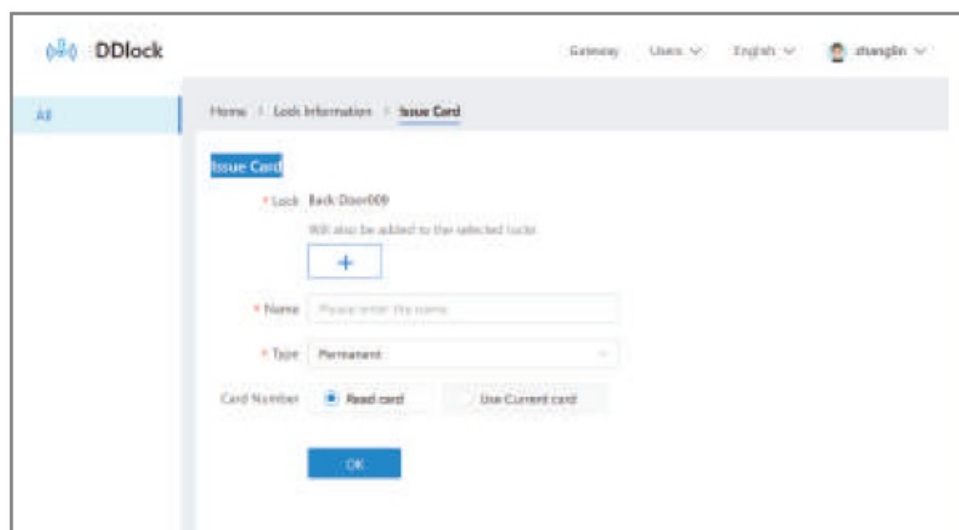 DDlock
Gateway Users English zhanglin
All
Home Lock Information Issue Card
Issue Card
* Lock Back Door009
Will also be added to the selected locks
+
* Name Please enter the name
* Type Permanent
Card Number Read card Use Current card
OK